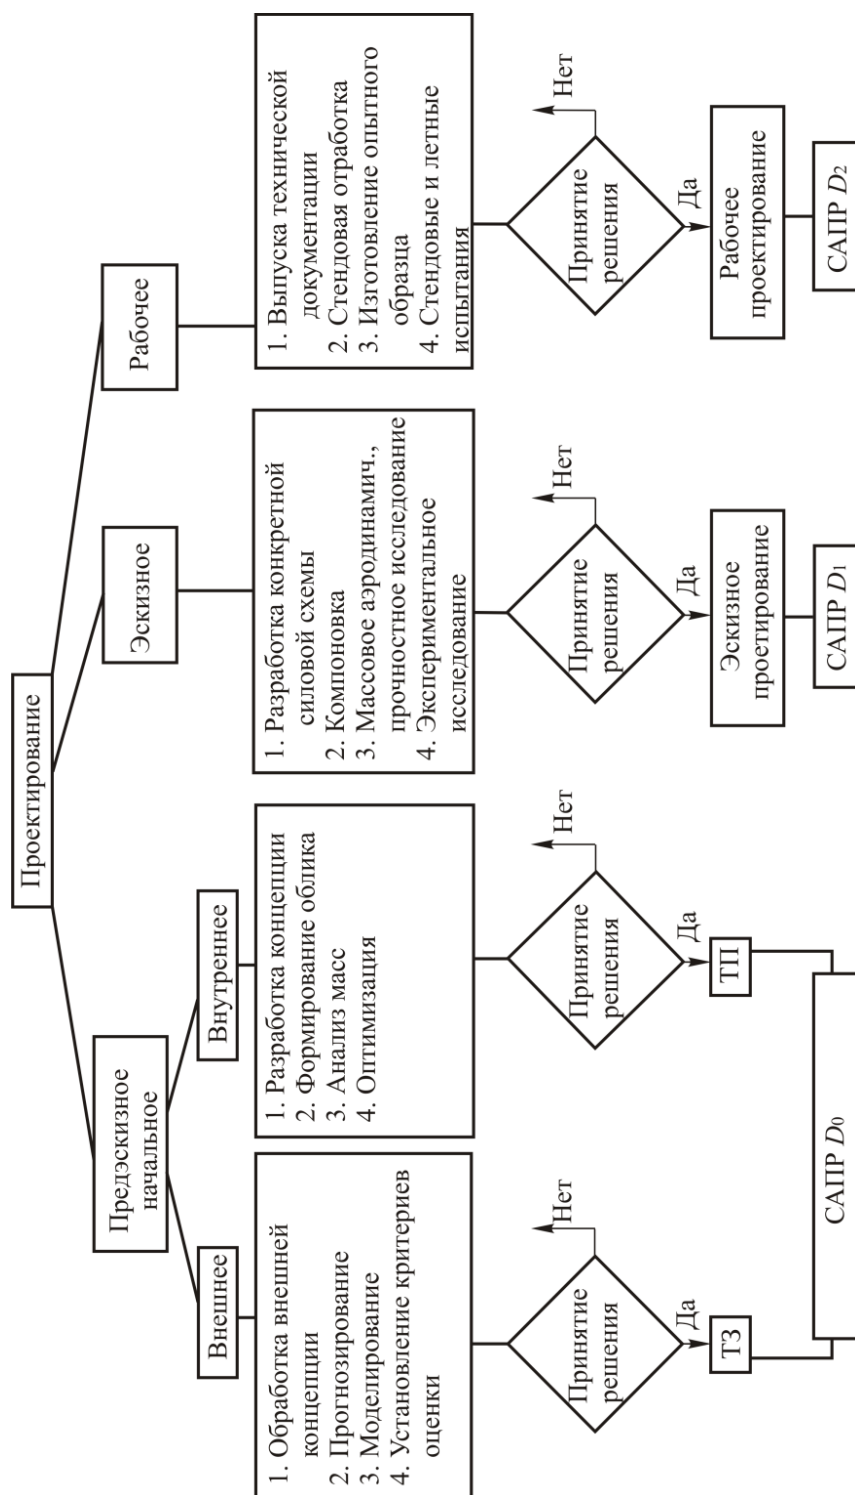 Проектирование
Предэскизное
начальное
Эскизное
Рабочее
Внешнее
Внутреннее
1. Обработка внешней
концепции
2. Прогнозирование
3. Моделирование
4. Установление критериев
оценки
1. Разработка концепции
2. Формирование облика
3. Анализ масс
4. Оптимизация
1. Разработка конкретной
силовой схемы
2. Компоновка
3. Массовое аэродинамич.,
прочностное исследование
4. Экспериментальное
исследование
1. Выпуска технической
документации
2. Стендовая отработка
3. Изготовление опытного
образца
4. Стендовые и летные
испытания
Принятие
решения
Нет
Да
Принятие
решения
Нет
Да
Принятие
решения
Нет
Да
Принятие
решения
Нет
Да
ТЗ
ТП
Эскизное
проетирование
Рабочее
проектирование
САПР D0
САПР D1
САПР D2